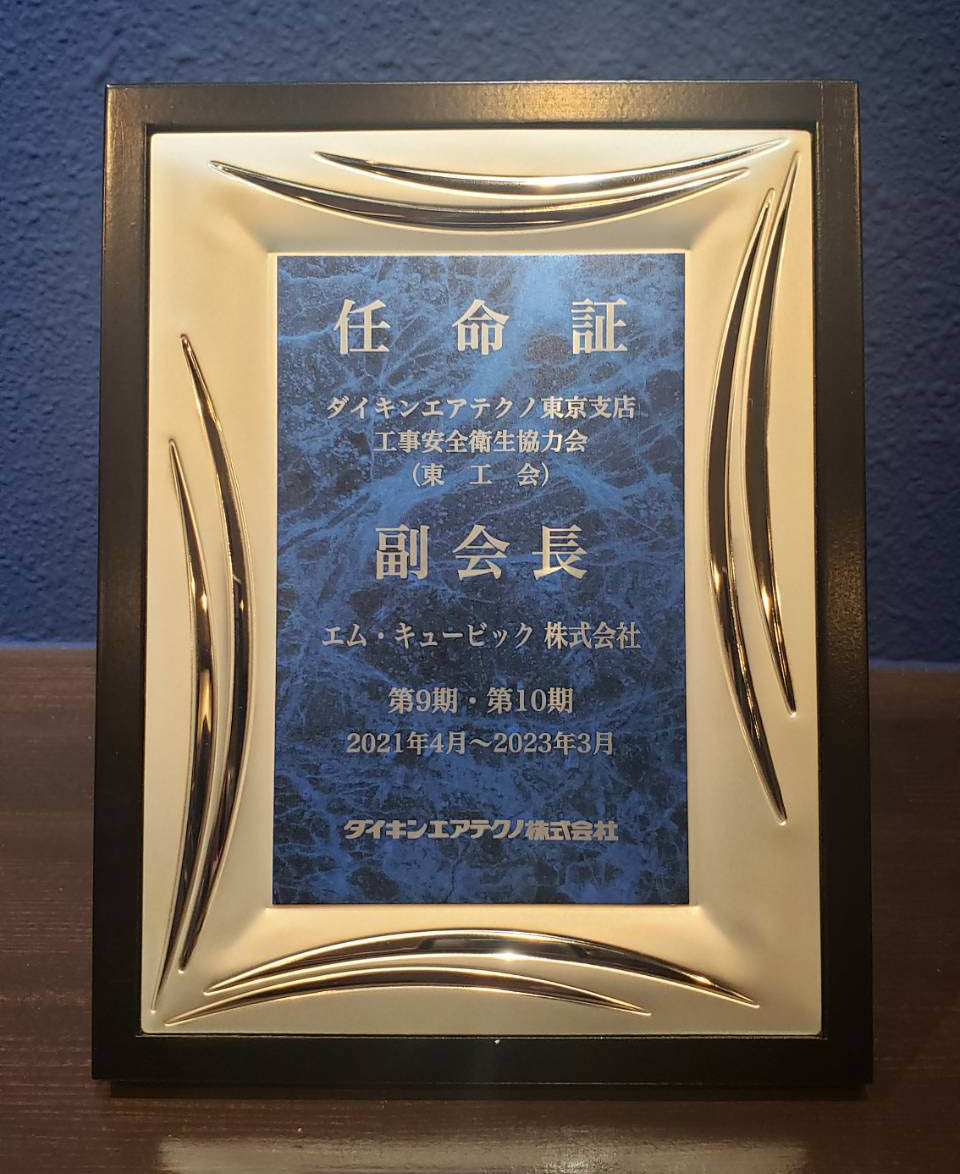 任 命 証
ダイキンエアテクノ東京支店
工事安全衛生協力会
(東 工 会)
副会長
エム・キュービック 株式会社
第9期・第10期
2021年4月～2023年3月
ダイキンエアテクノ株式会社